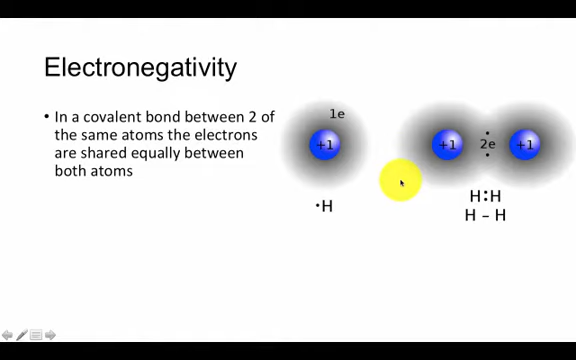 Electronegativity
• In a covalent bond between 2 of
the same atoms the electrons
are shared equally between
both atoms
1e
+1
·H
+1 2e +1
H:H
H – H